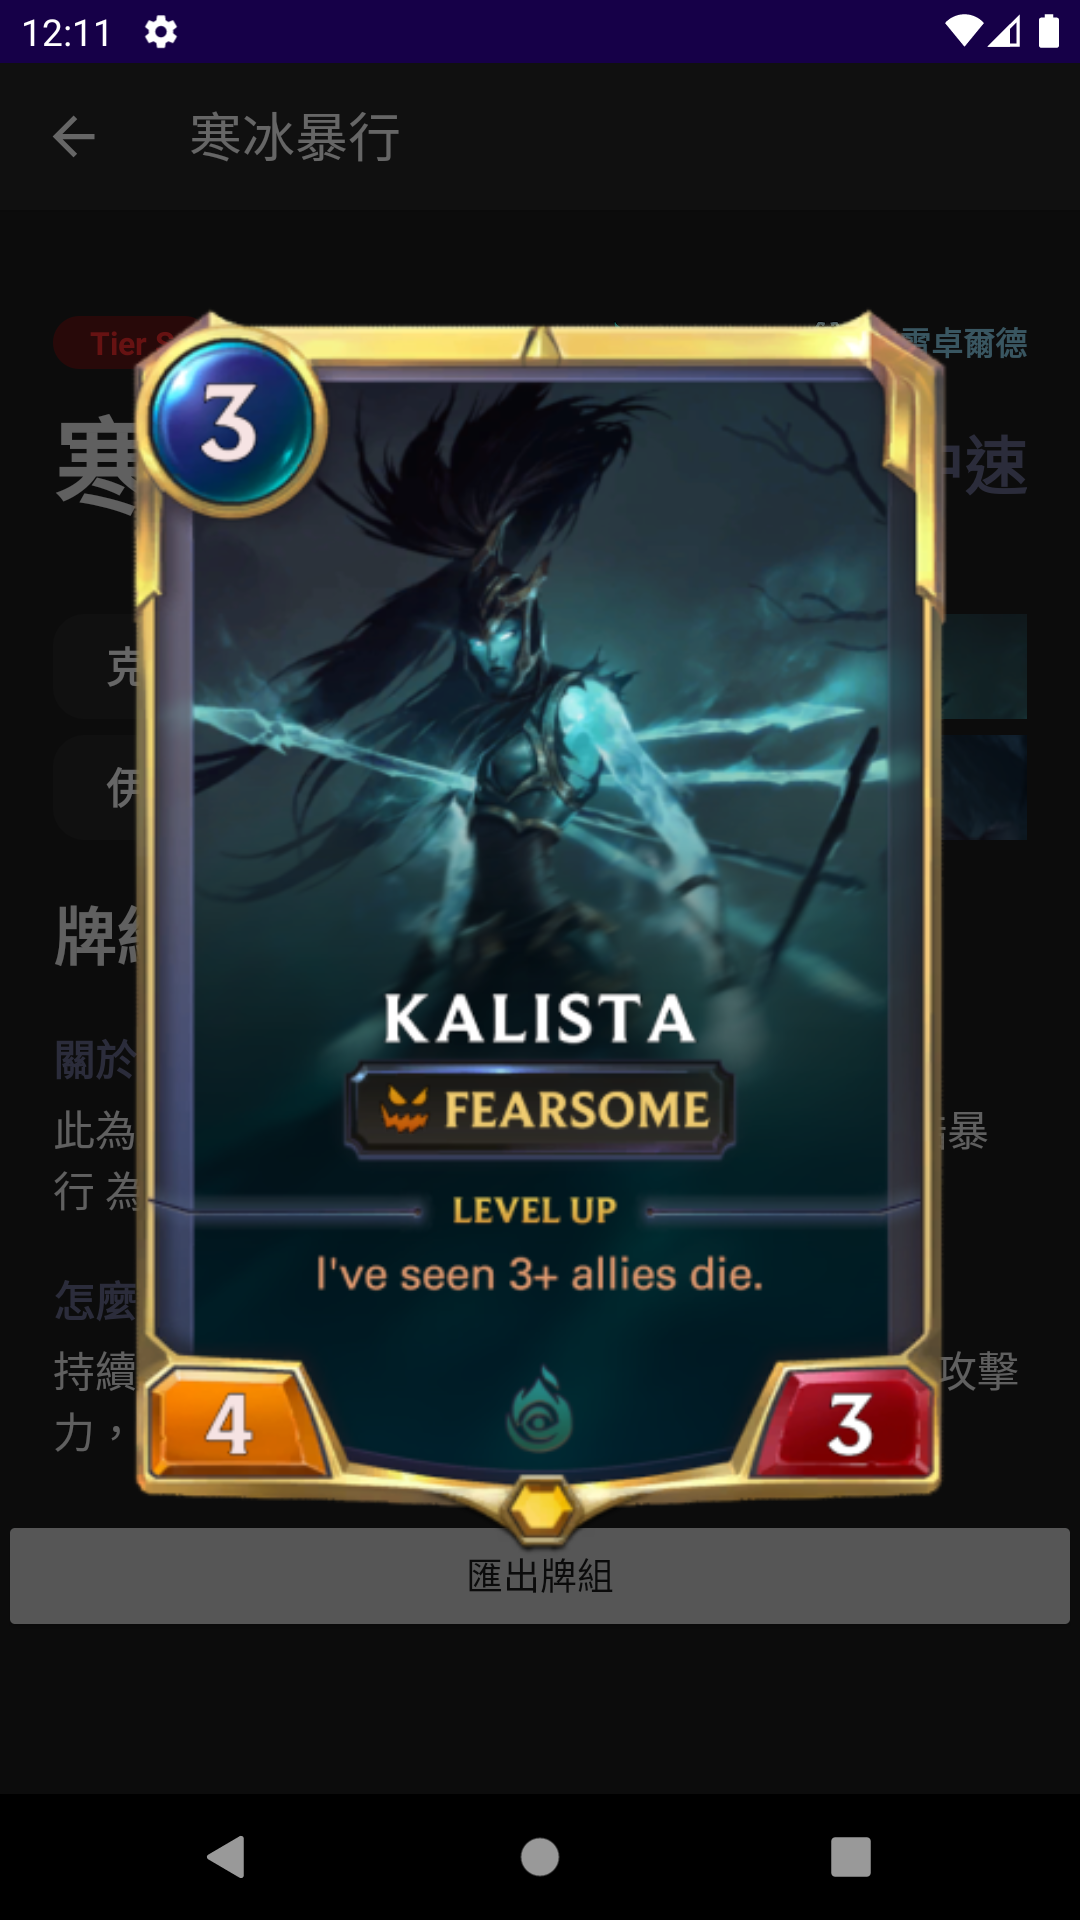 12:11
寒冰暴行
Tier
雷卓爾德
3
寒
中速
克
伊
KALISTA
牌組
FEARSOME
關於
此為
暴
行 為
LEVEL UP
I've seen 3+ allies die.
怎麼
持續
攻擊
力，
4
3
匯出牌組